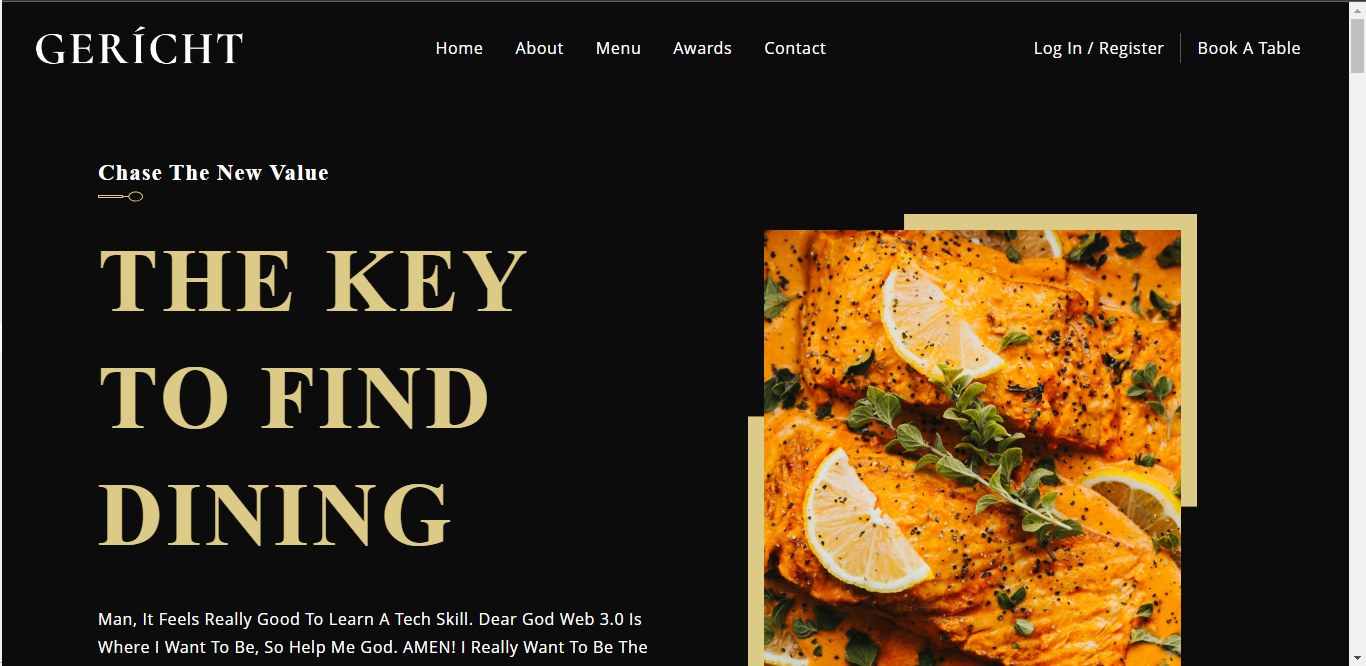 GERÍCHT
Home About Menu Awards Contact
Log In / Register Book A Table
Chase The New Value
THE KEY
TO FIND
DINING
Man, It Feels Really Good To Learn A Tech Skill. Dear God Web 3.0 Is
Where I Want To Be, So Help Me God. AMEN! I Really Want To Be The